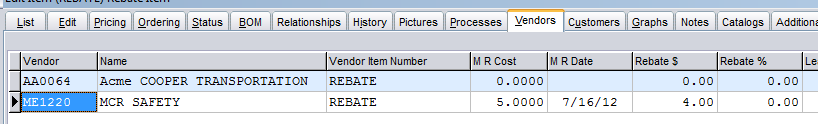 Edit Item (REBATE) Rebate Item
List Edit Pricing Ordering Status BOM Relationships History Pictures Processes Vendors Customers Graphs Notes Catalogs
Vendor Name Vendor Item Number M R Cost M R Date Rebate $ Rebate %
AA0064 Acme COOPER TRANSPORTATION REBATE 0.0000 0.00 0.00
ME1220 MCR SAFETY REBATE 5.0000 7/16/12 4.00 0.00